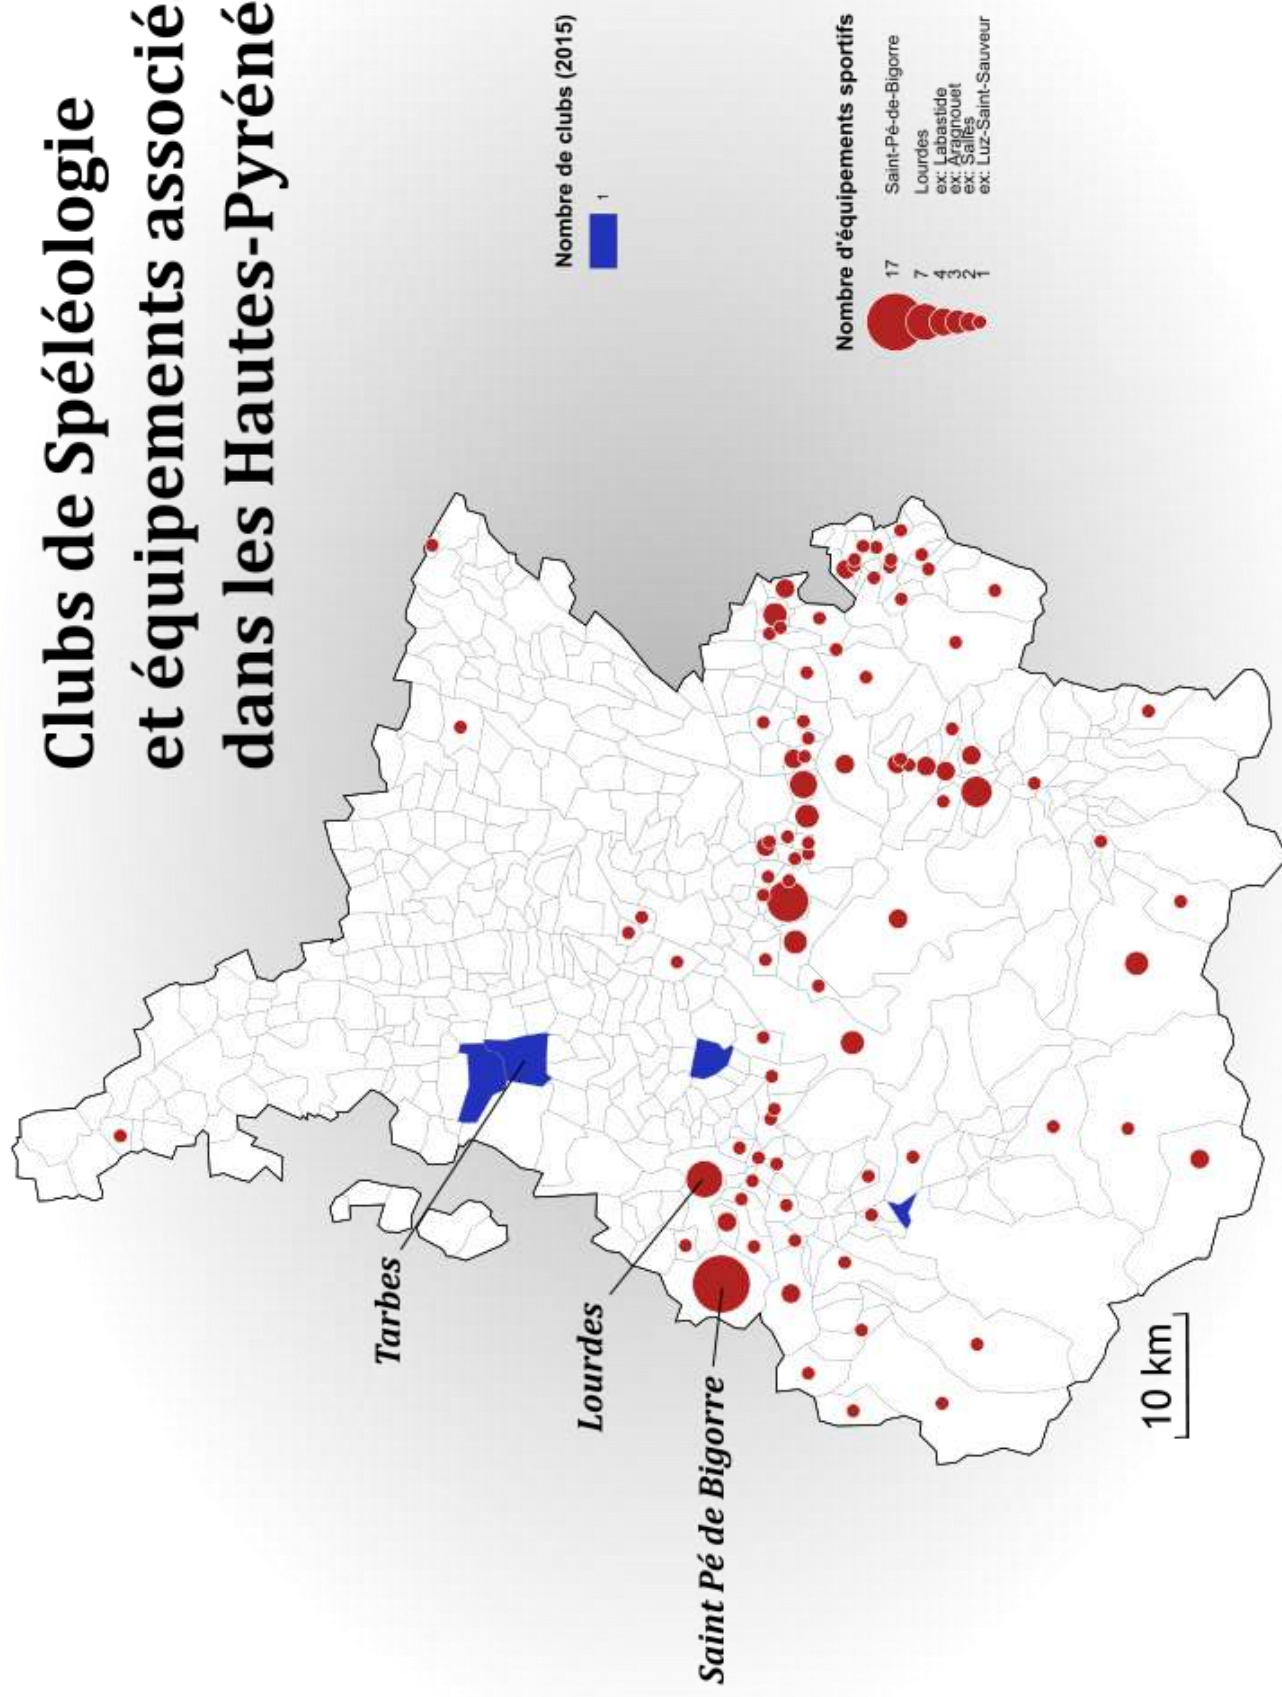 Clubs de Spéléologie
et équipements associé
dans les Hautes-Pyréné
Tarbes
Lourdes
Saint Pé de Bigorre
Nombre de clubs (2015)
1
Nombre d'équipements sportifs
17 Saint-Pé-de-Bigorre
7 Lourdes
4 ex: Labastide
3 ex: Aragnouet
2 ex: Salles
1 ex: Luz-Saint-Sauveur
10 km